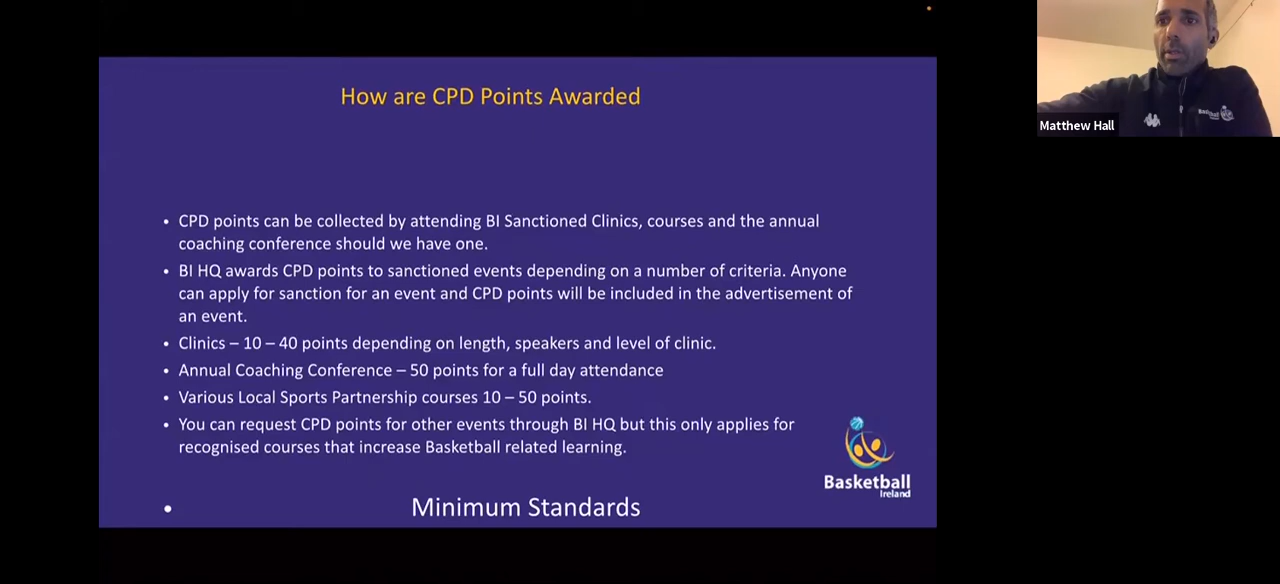 How are CPD Points Awarded
• CPD points can be collected by attending BI Sanctioned Clinics, courses and the annual
coaching conference should we have one.
• BI HQ awards CPD points to sanctioned events depending on a number of criteria. Anyone
can apply for sanction for an event and CPD points will be included in the advertisement of
an event.
• Clinics – 10 – 40 points depending on length, speakers and level of clinic.
• Annual Coaching Conference – 50 points for a full day attendance
• Various Local Sports Partnership courses 10 – 50 points.
• You can request CPD points for other events through BI HQ but this only applies for
recognised courses that increase Basketball related learning.
Basketball
Ireland
• Minimum Standards
Matthew Hall